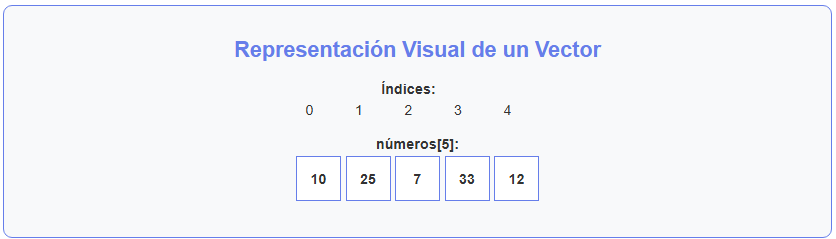 Representación Visual de un Vector
Índices:
0 1 2 3 4
números[5]:
10 25 7 33 12